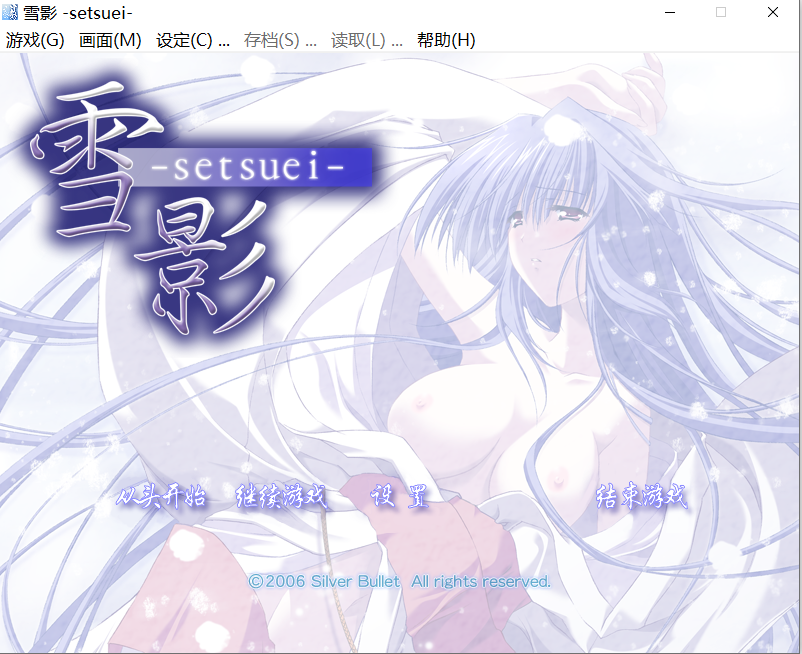 雪影 -setsuei-
游戏(G) 画面(M) 设定(C) ... 存档(S) ... 读取(L) ... 帮助(H)
雪
-setsuei-
影
从头开始 继续游戏 设 置 结束游戏
©2006 Silver Bullet All rights reserved.